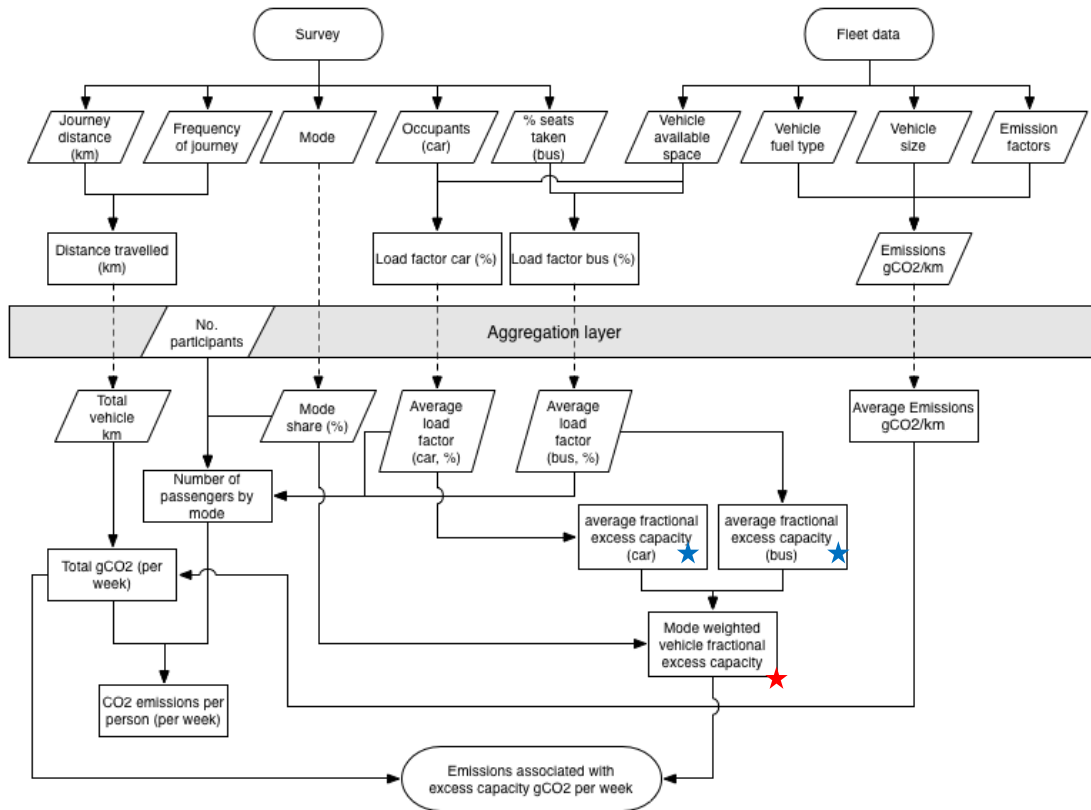 Survey
Fleet data
Journey
distance
(km)
Frequency
of journey
Mode
Occupants
(car)
% seats
taken
(bus)
Vehicle
available
space
Vehicle
fuel type
Vehicle
size
Emission
factors
Distance travelled
(km)
Load factor car (%)
Load factor bus (%)
Emissions
gCO2/km
No.
participants
Aggregation layer
Total
vehicle
km
Mode
share (%)
Average
load
factor
(car, %)
Average
load
factor
(bus, %)
Average Emissions
gCO2/km
Number of
passengers by
mode
average fractional
excess capacity
(car)
average fractional
excess capacity
(bus)
Total gCO2 (per
week)
Mode weighted
vehicle fractional
excess capacity
CO2 emissions per
person (per week)
Emissions associated with
excess capacity gCO2 per week